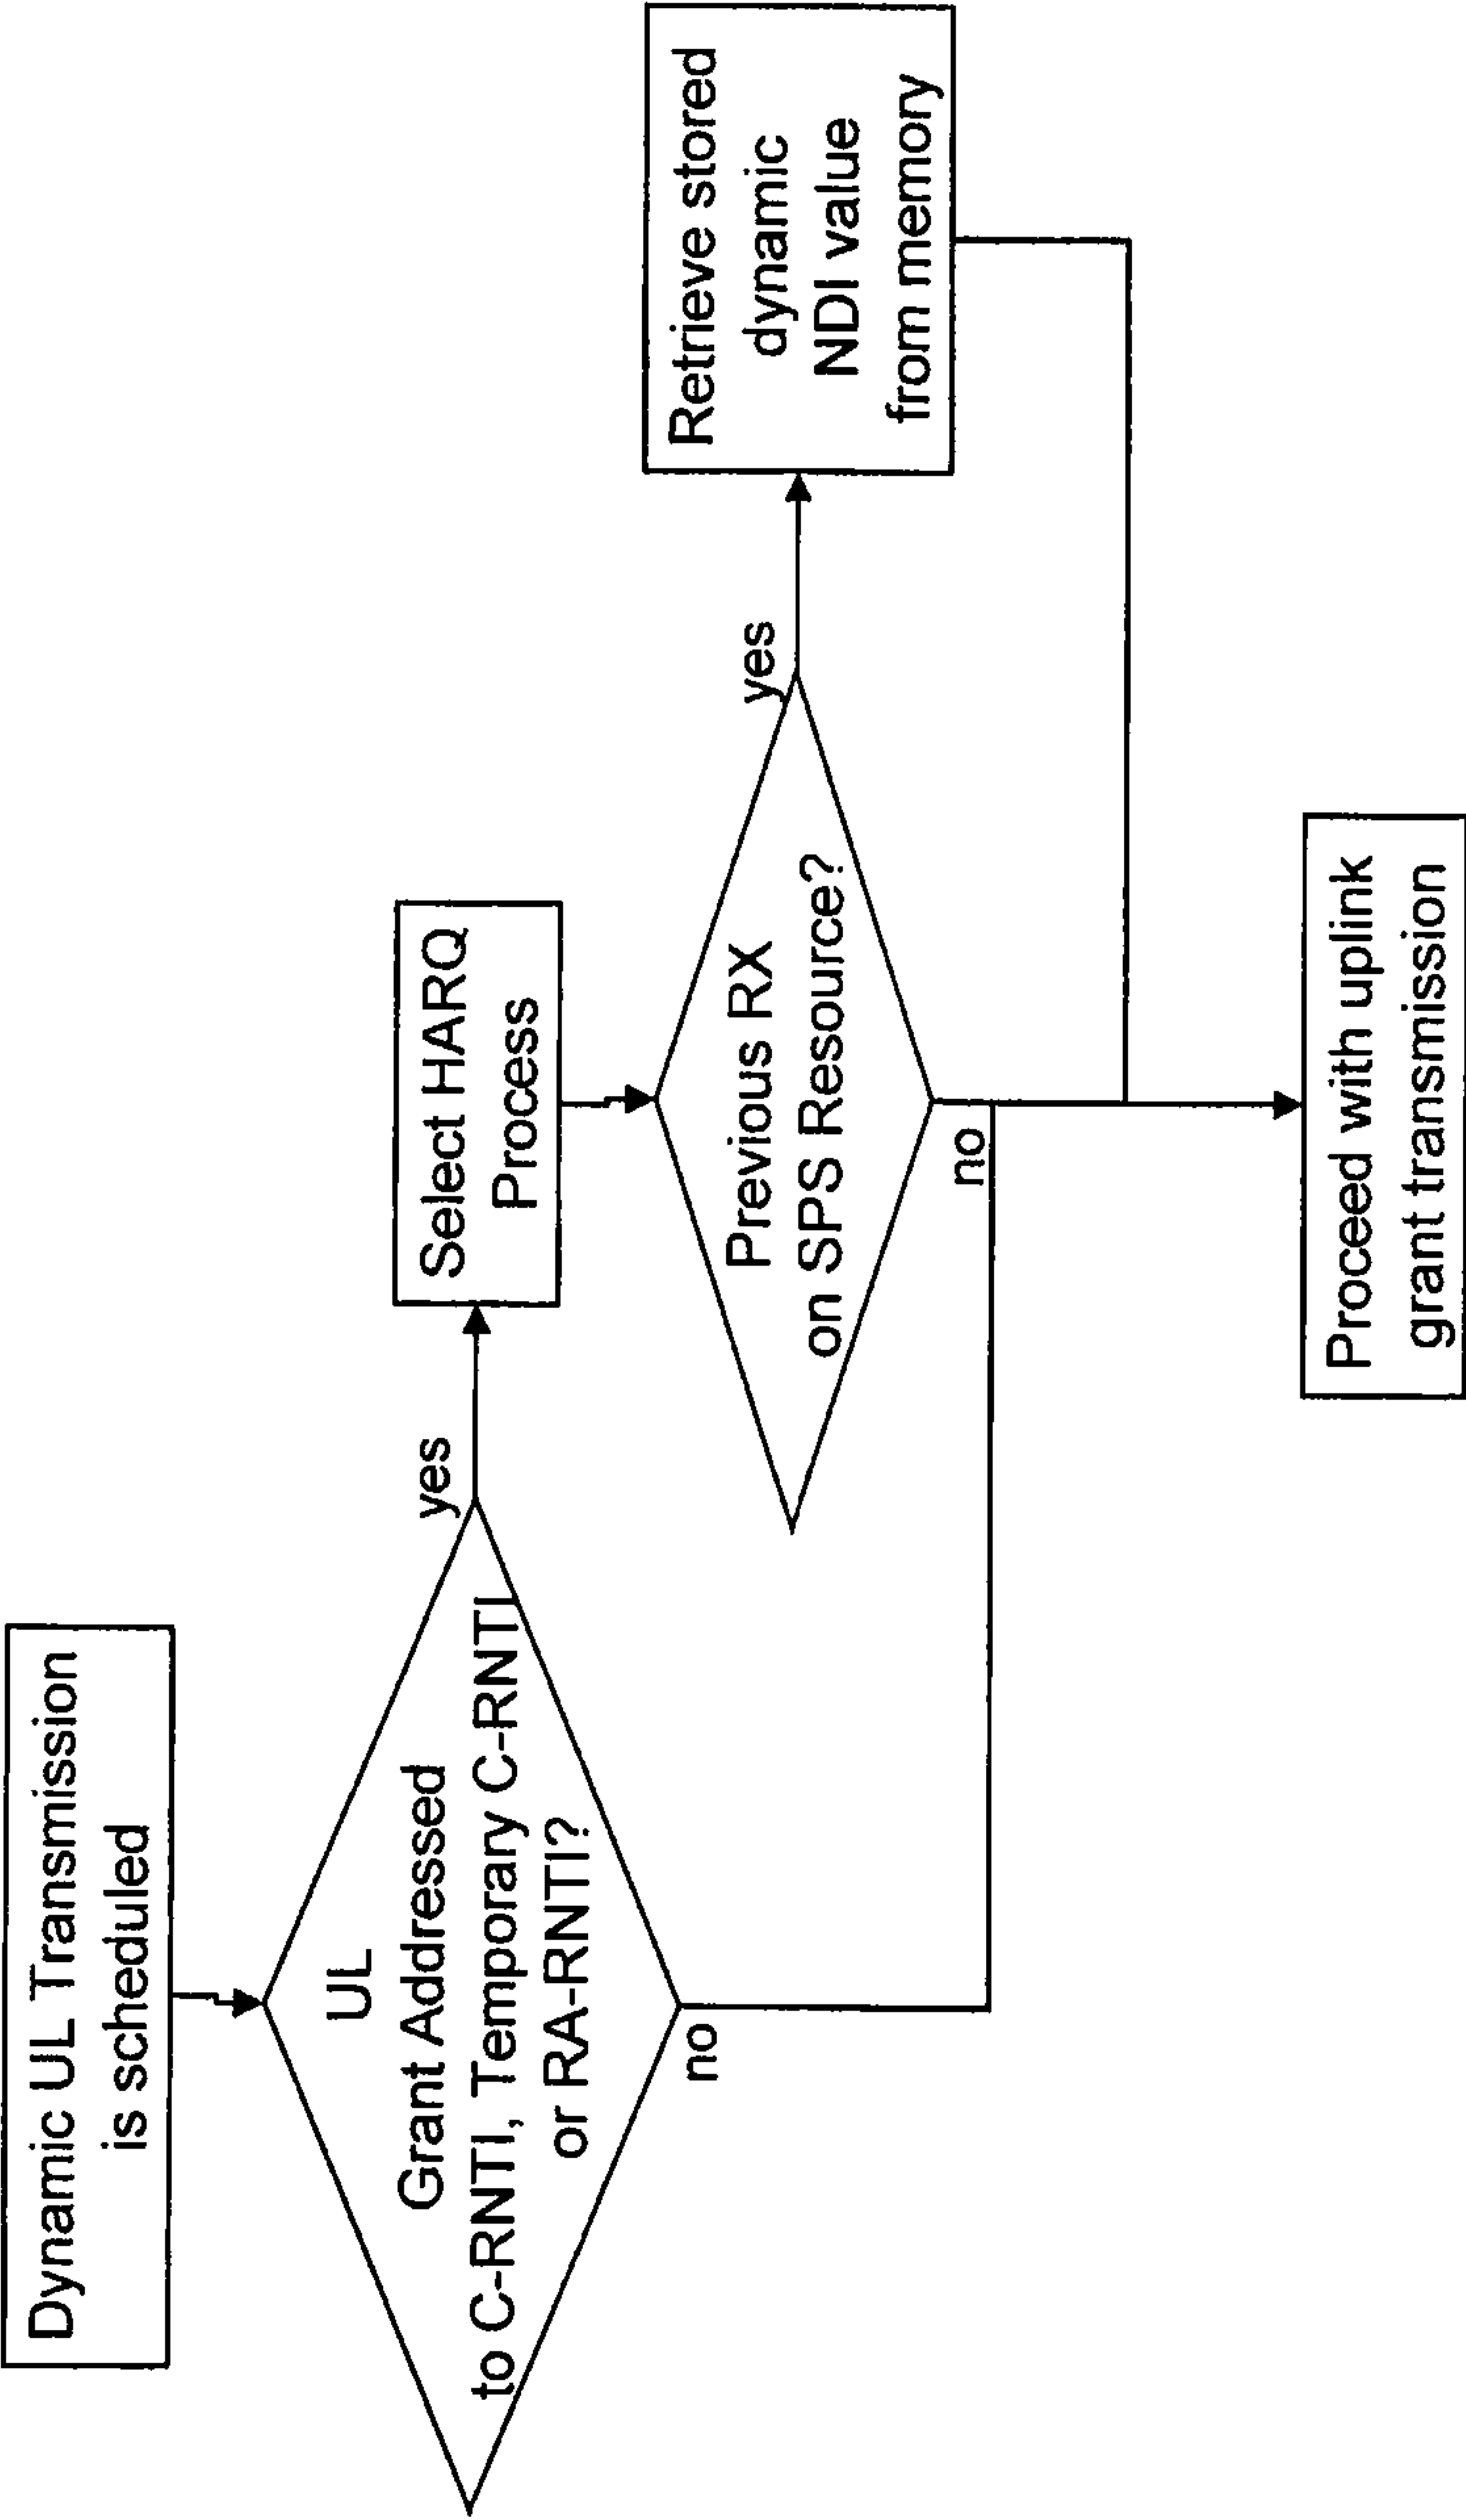 Dynamic UL Transmission
is scheduled
UL
Grant Addressed
to C-RNTI, Temporary C-RNTI
or RA-RNTI?
yes
no
Select HARQ
Process
Previous RX
on SPS Resource?
yes
no
Retrieve stored
dynamic
NDI value
from memory
Proceed with uplink
grant transmission